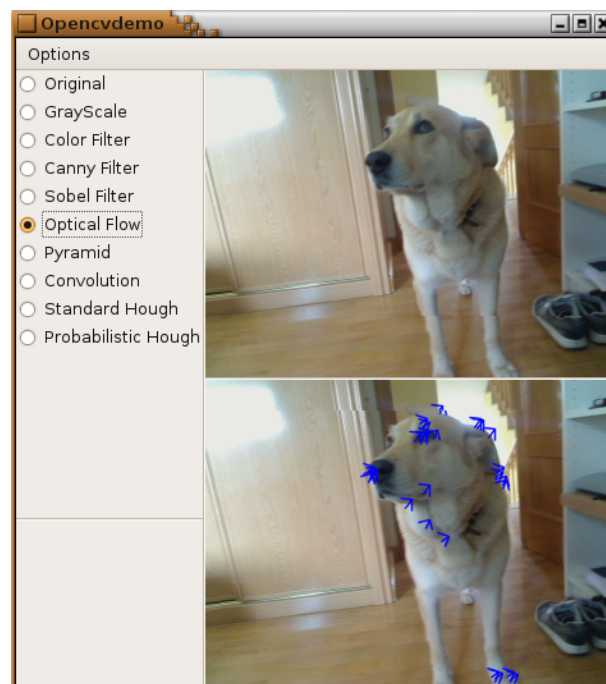 Opencvdemo
Options
Original
GrayScale
Color Filter
Canny Filter
Sobel Filter
Optical Flow
Pyramid
Convolution
Standard Hough
Probabilistic Hough